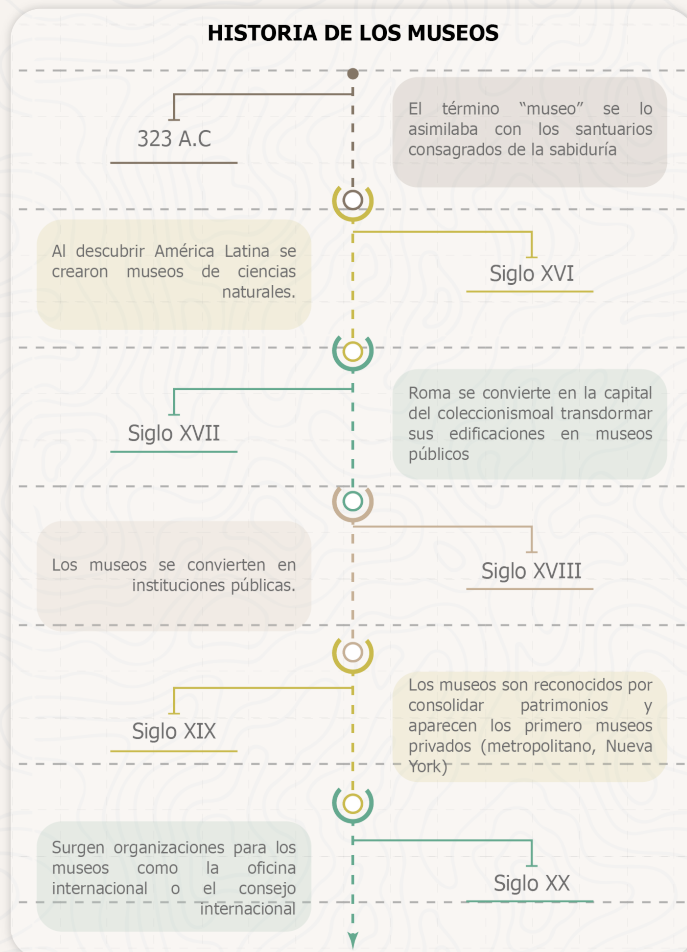 HISTORIA DE LOS MUSEOS
323 A.C
El término “museo” se lo
asimilaba con los santuarios
consagrados de la sabiduría
Al descubrir América Latina se
crearon museos de ciencias
naturales.
Siglo XVI
Siglo XVII
Roma se convierte en la capital
del coleccionismoal transdormar
sus edificaciones en museos
públicos
Los museos se convierten en
instituciones públicas.
Siglo XVIII
Siglo XIX
Los museos son reconocidos por
consolidar patrimonios y
aparecen los primero museos
privados (metropolitano, Nueva
York)
Surgen organizaciones para los
museos como la oficina
internacional o el consejo
internacional
Siglo XX